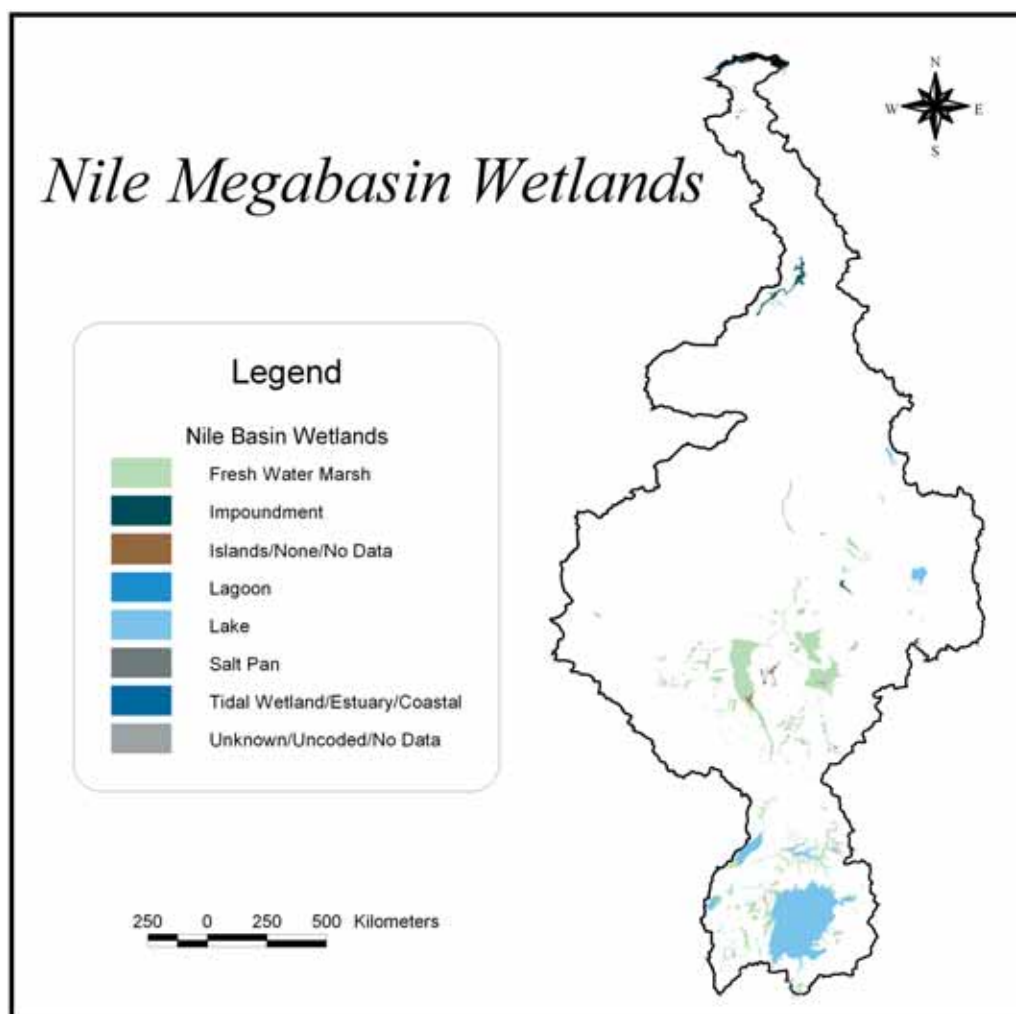 N
W E
S
Nile Megabasin Wetlands
Legend
Nile Basin Wetlands
Fresh Water Marsh
Impoundment
Islands/None/No Data
Lagoon
Lake
Salt Pan
Tidal Wetland/Estuary/Coastal
Unknown/Uncoded/No Data
250 0 250 500 Kilometers